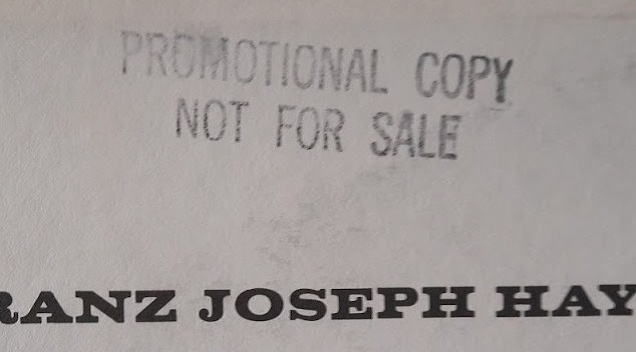 PROMOTIONAL COPY
NOT FOR SALE
RANZ JOSEPH HAY